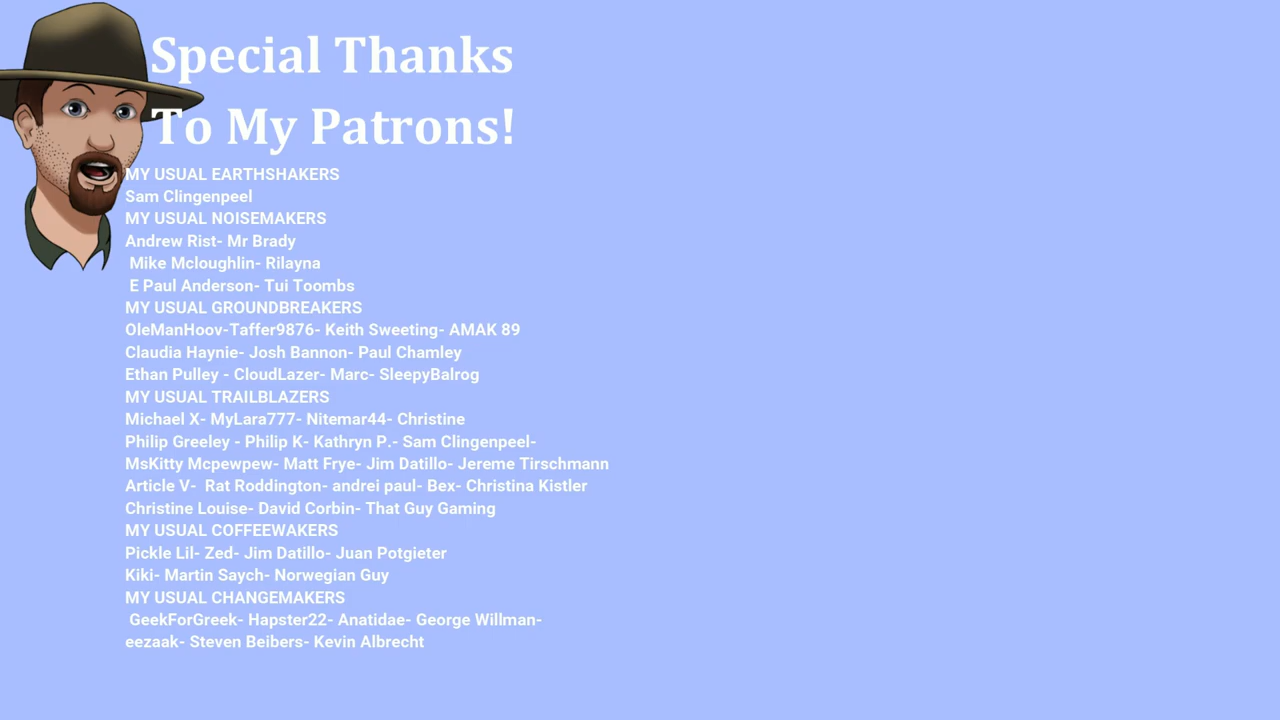 Special Thanks
To My Patrons!
MY USUAL EARTHSHAKERS
Sam Clingenpeel
MY USUAL NOISEMAKERS
Andrew Rist- Mr Brady
Mike Mcloughlin- Rilayna
E Paul Anderson- Tui Toombs
MY USUAL GROUNDBREAKERS
OleManHoov-Taffer9876- Keith Sweeting- AMAK 89
Claudia Haynie- Josh Bannon- Paul Chamley
Ethan Pulley - CloudLazer- Marc- SleepyBalrog
MY USUAL TRAILBLAZERS
Michael X- MyLara777- Nitemar44- Christine
Philip Greeley - Philip K- Kathryn P.- Sam Clingenpeel-
MsKitty Mcpewpew- Matt Frye- Jim Datillo- Jereme Tirschmann
Article V-  Rat Roddington- andrei paul- Bex- Christina Kistler
Christine Louise- David Corbin- That Guy Gaming
MY USUAL COFFEEWAKERS
Pickle Lil- Zed- Jim Datillo- Juan Potgieter
Kiki- Martin Saych- Norwegian Guy
MY USUAL CHANGEMAKERS
GeekForGreek- Hapster22- Anatidae- George Willman-
eezaak- Steven Beibers- Kevin Albrecht